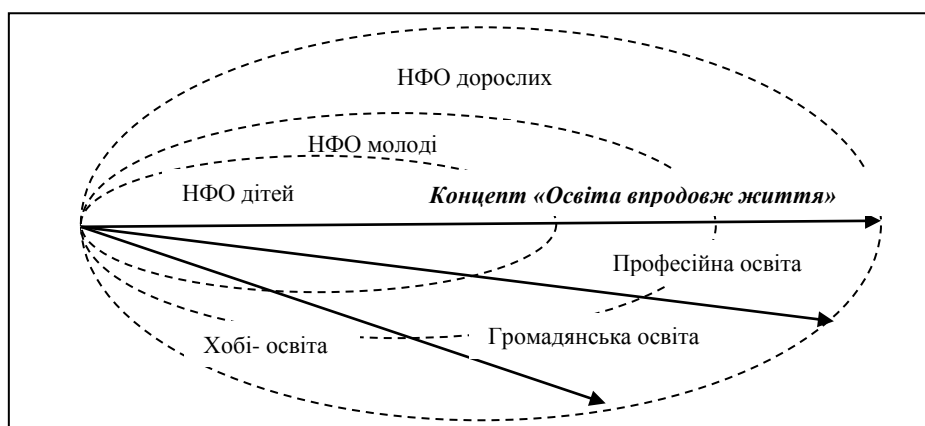 НФО дорослих
НФО молоді
НФО дітей
Концепт «Освіта впродовж життя»
Професійна освіта
Громадянська освіта
Хобі- освіта